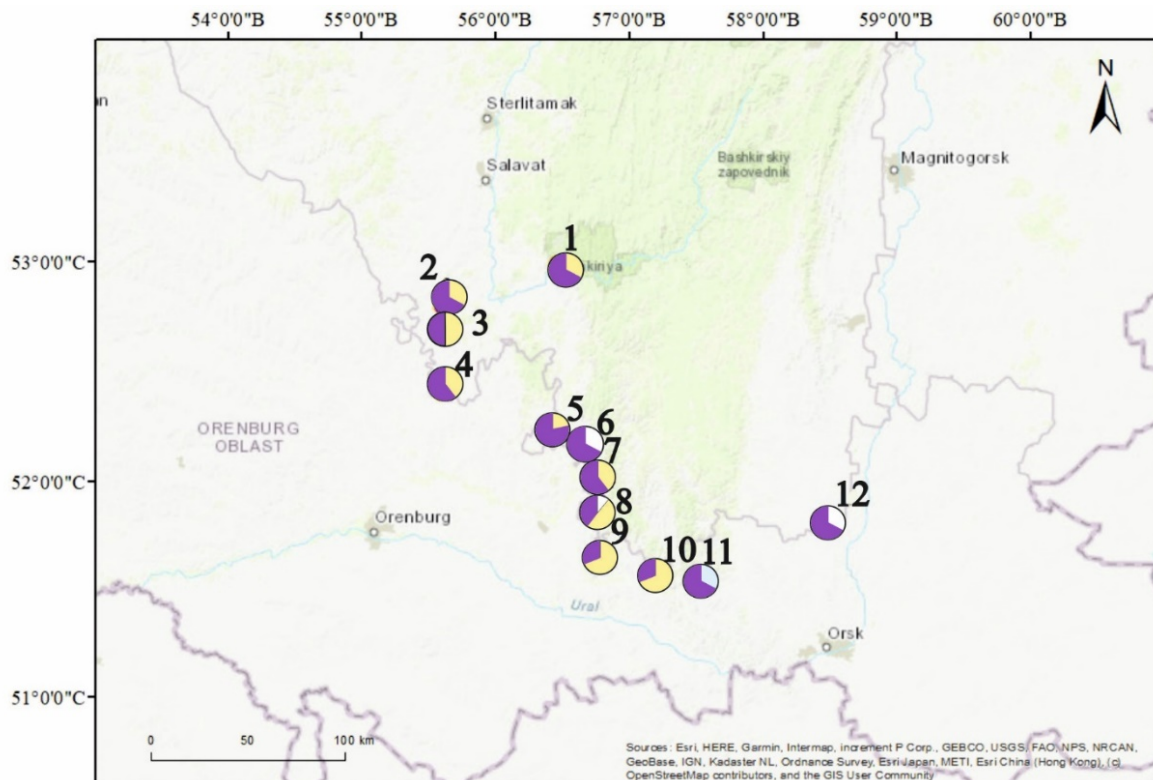 54°0'0"В 55°0'0"В 56°0'0"В 57°0'0"В 58°0'0"В 59°0'0"В 60°0'0"В
N
an
Sterlitamak
Bashkirskiy
zapovednik
Magnitogorsk
Salavat
53°0'0"С
1
kiriya
2
3
4
ORENBURG
OBLAST
5
6
7
52°0'0"С
8
12
Orenburg
9
10
11
Ural
Orsk
51°0'0"С
0 50 100 km
Sources: Esri, HERE, Garmin, Intermap, increment P Corp., GEBCO, USGS, FAO, NPS, NRCAN,
GeoBase, IGN, Kadaster NL, Ordnance Survey, Esri Japan, METI, Esri China (Hong Kong), (c)
OpenStreetMap contributors, and the GIS User Community